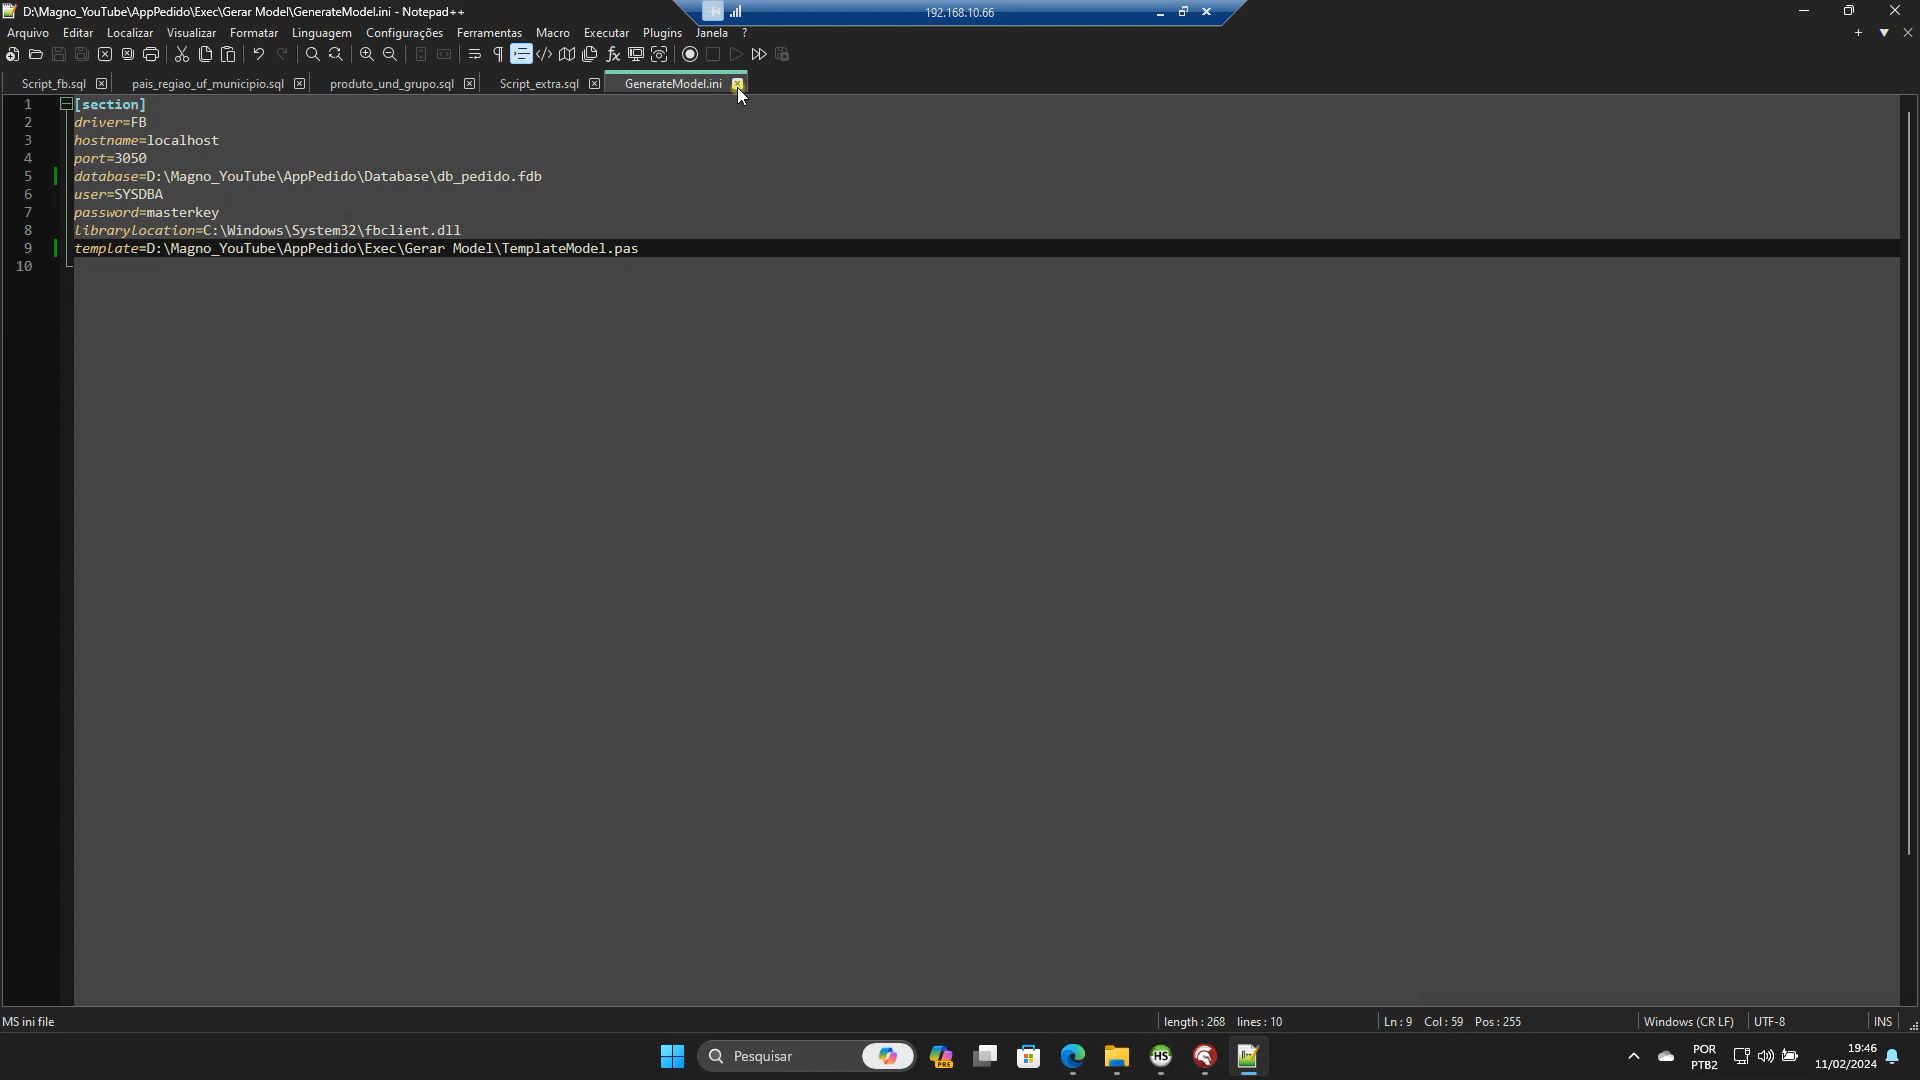 D:\Magno_YouTube\AppPedido\Exec\Gerar Model\GenerateModel.ini - Notepad++
192.168.10.66
Arquivo Editar Localizar Visualizar Formatar Linguagem Configurações Ferramentas Macro Executar Plugins Janela ?
Script_fb.sql pais_regiao_uf_municipio.sql produto_und_grupo.sql Script_extra.sql GenerateModel.ini
1 [section]
2 driver=FB
3 hostname=localhost
4 port=3050
5 database=D:\Magno_YouTube\AppPedido\Database\db_pedido.fdb
6 user=SYSDBA
7 password=masterkey
8 librarylocation=C:\Windows\System32\fbclient.dll
9 template=D:\Magno_YouTube\AppPedido\Exec\Gerar Model\TemplateModel.pas
10
MS ini file length : 268 lines : 10 Ln : 9 Col : 59 Pos : 255 Windows (CR LF) UTF-8 INS
Pesquisar PRE HS POR 19:46
PTB2 11/02/2024